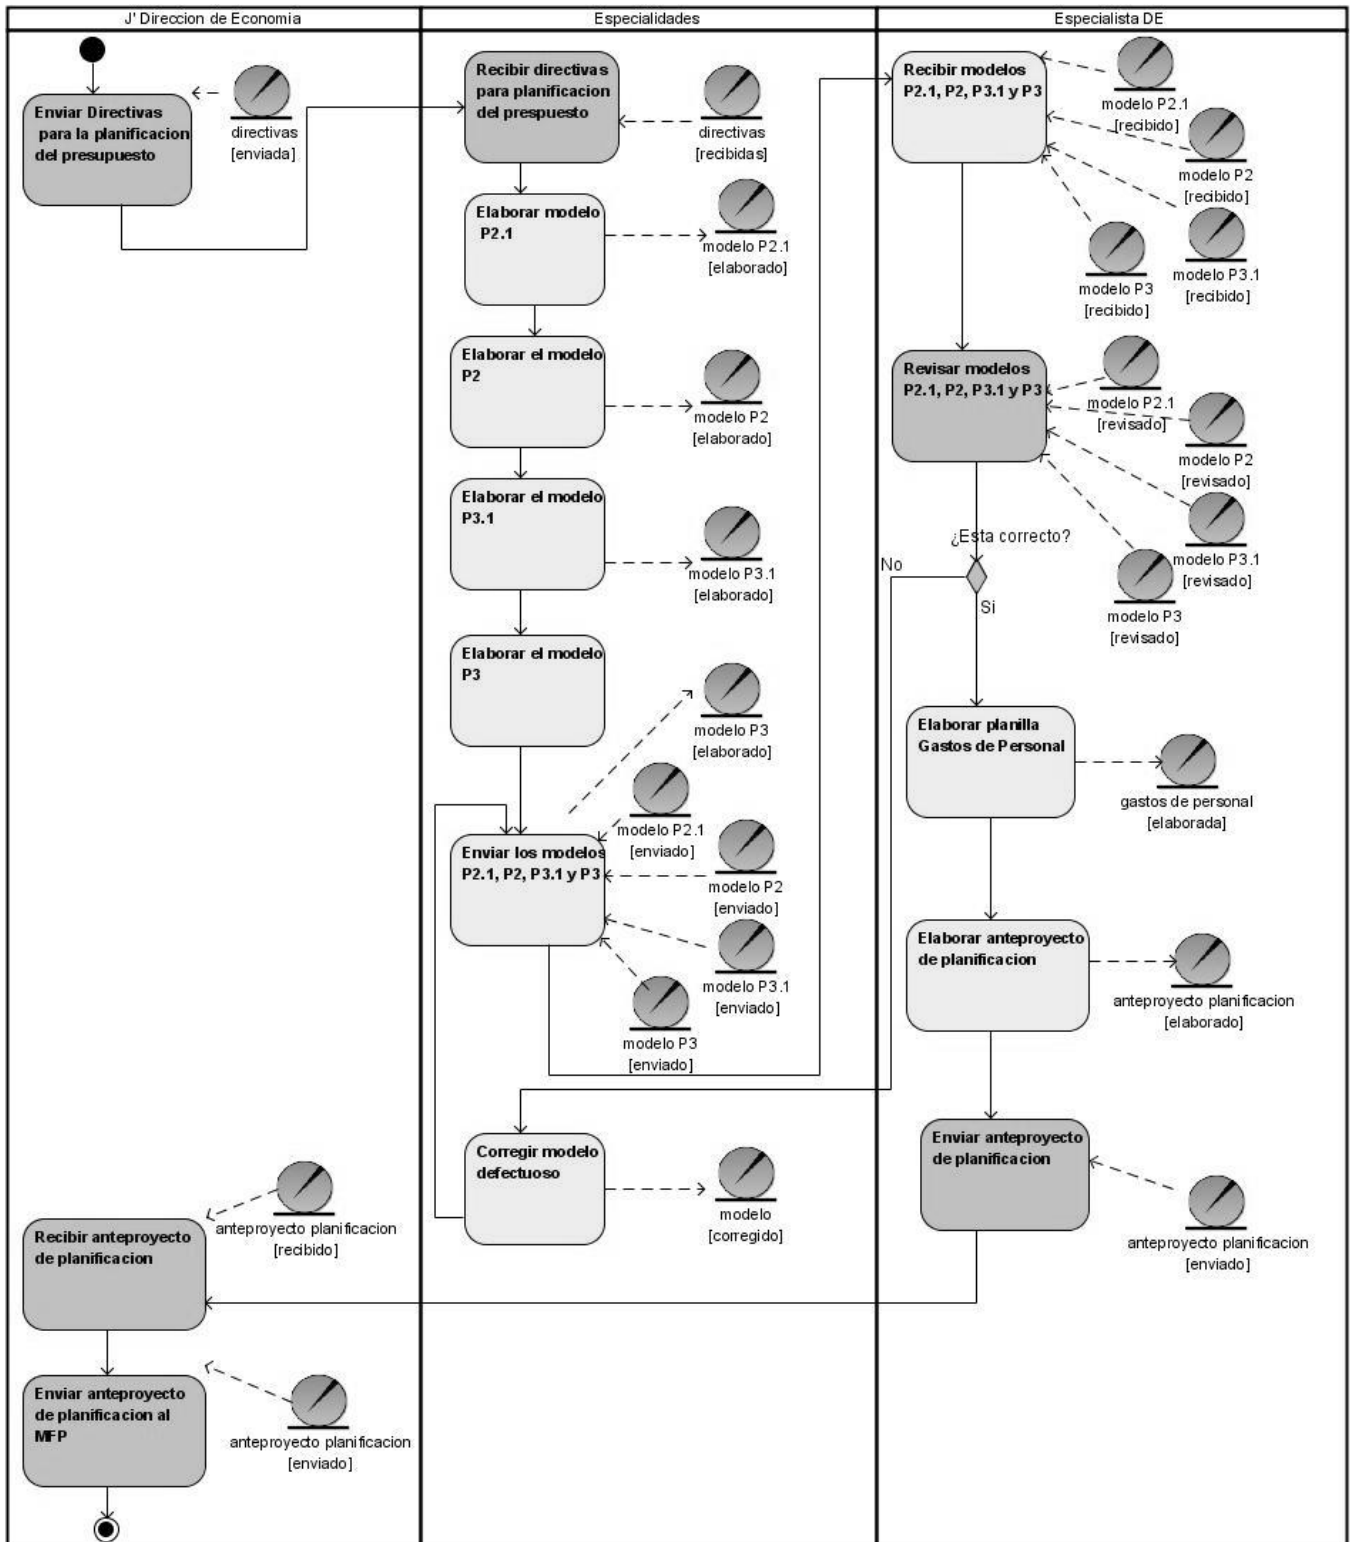 J' Direccion de Economia
Enviar Directivas
para la planificacion
del presupuesto
directivas
[enviada]
Recibir anteproyecto
de planificacion
anteproyecto planificacion
[recibido]
Enviar anteproyecto
de planificacion al
MFP
anteproyecto planificacion
[enviado]
Especialidades
Recibir directivas
para planificacion
del prespuesto
directivas
[recibidas]
Elaborar modelo
P2.1
modelo P2.1
[elaborado]
Elaborar el modelo
P2
modelo P2
[elaborado]
Elaborar el modelo
P3.1
modelo P3.1
[elaborado]
Elaborar el modelo
P3
modelo P3
[elaborado]
Enviar los modelos
P2.1, P2, P3.1 y P3
modelo P2.1
[enviado]
modelo P2
[enviado]
modelo P3.1
[enviado]
modelo P3
[enviado]
Corregir modelo
defectuoso
modelo
[corregido]
Especialista DE
Recibir modelos
P2.1, P2, P3.1 y P3
modelo P2.1
[recibido]
modelo P2
[recibido]
modelo P3.1
[recibido]
modelo P3
[recibido]
Revisar modelos
P2.1, P2, P3.1 y P3
modelo P2.1
[revisado]
modelo P2
[revisado]
modelo P3.1
[revisado]
modelo P3
[revisado]
¿Esta correcto?
No
Si
Elaborar planilla
Gastos de Personal
gastos de personal
[elaborada]
Elaborar anteproyecto
de planificacion
anteproyecto planificacion
[elaborado]
Enviar anteproyecto
de planificacion
anteproyecto planificacion
[enviado]